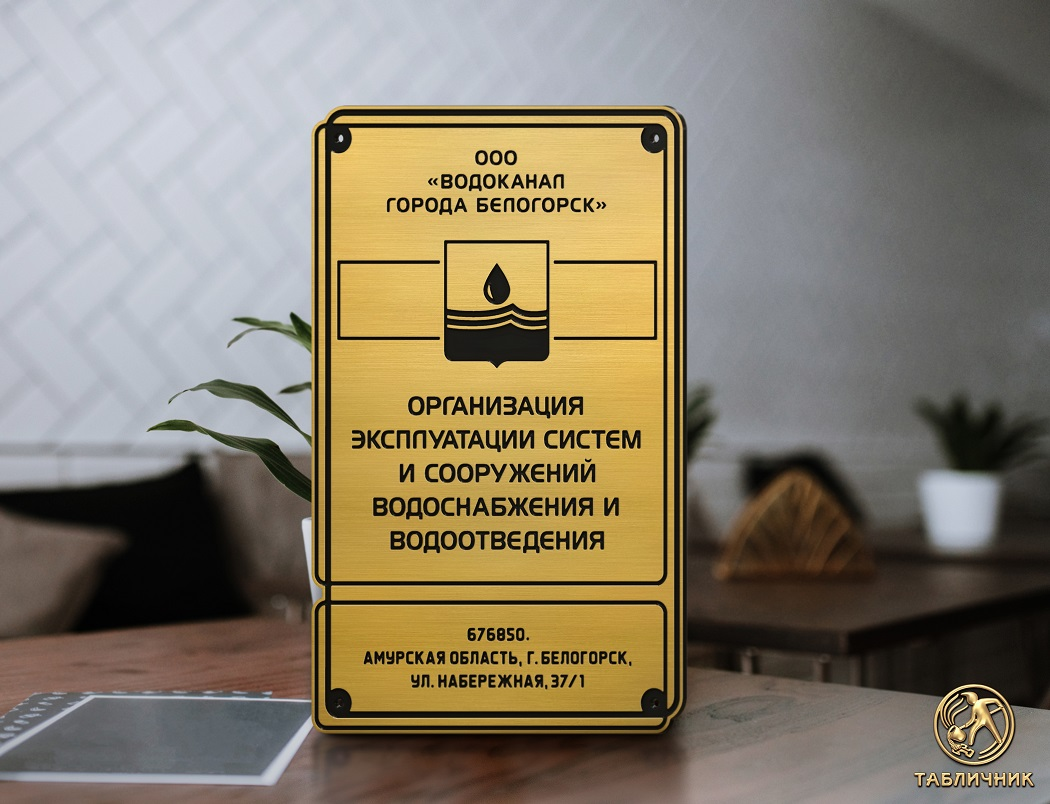 ООО
«ВОДОКАНАЛ
ГОРОДА БЕЛОГОРСК»
ОРГАНИЗАЦИЯ
ЭКСПЛУАТАЦИИ СИСТЕМ
И СООРУЖЕНИЙ
ВОДОСНАБЖЕНИЯ И
ВОДООТВЕДЕНИЯ
676850.
АМУРСКАЯ ОБЛАСТЬ, Г. БЕЛОГОРСК,
УЛ. НАБЕРЕЖНАЯ, 37/1
ТАБЛИЧНИК